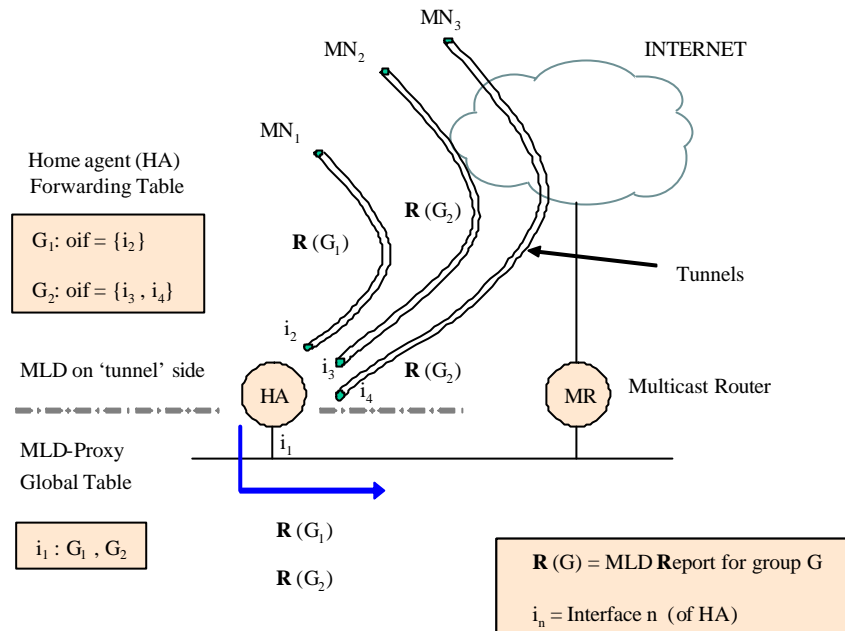 MN₃
MN₂
INTERNET
MN₁
Home agent (HA)
Forwarding Table
R (G₂)
G₁: oif = {i₂}
R (G₁)
Tunnels
G₂: oif = {i₃ , i₄}
i₂
MLD on ‘tunnel’ side
i₃
R (G₂)
HA
i₄
MR
Multicast Router
i₁
MLD-Proxy
Global Table
R (G₁)
i₁ : G₁ , G₂
R (G₂)
R (G) = MLD Report for group G
iₙ = Interface n (of HA)